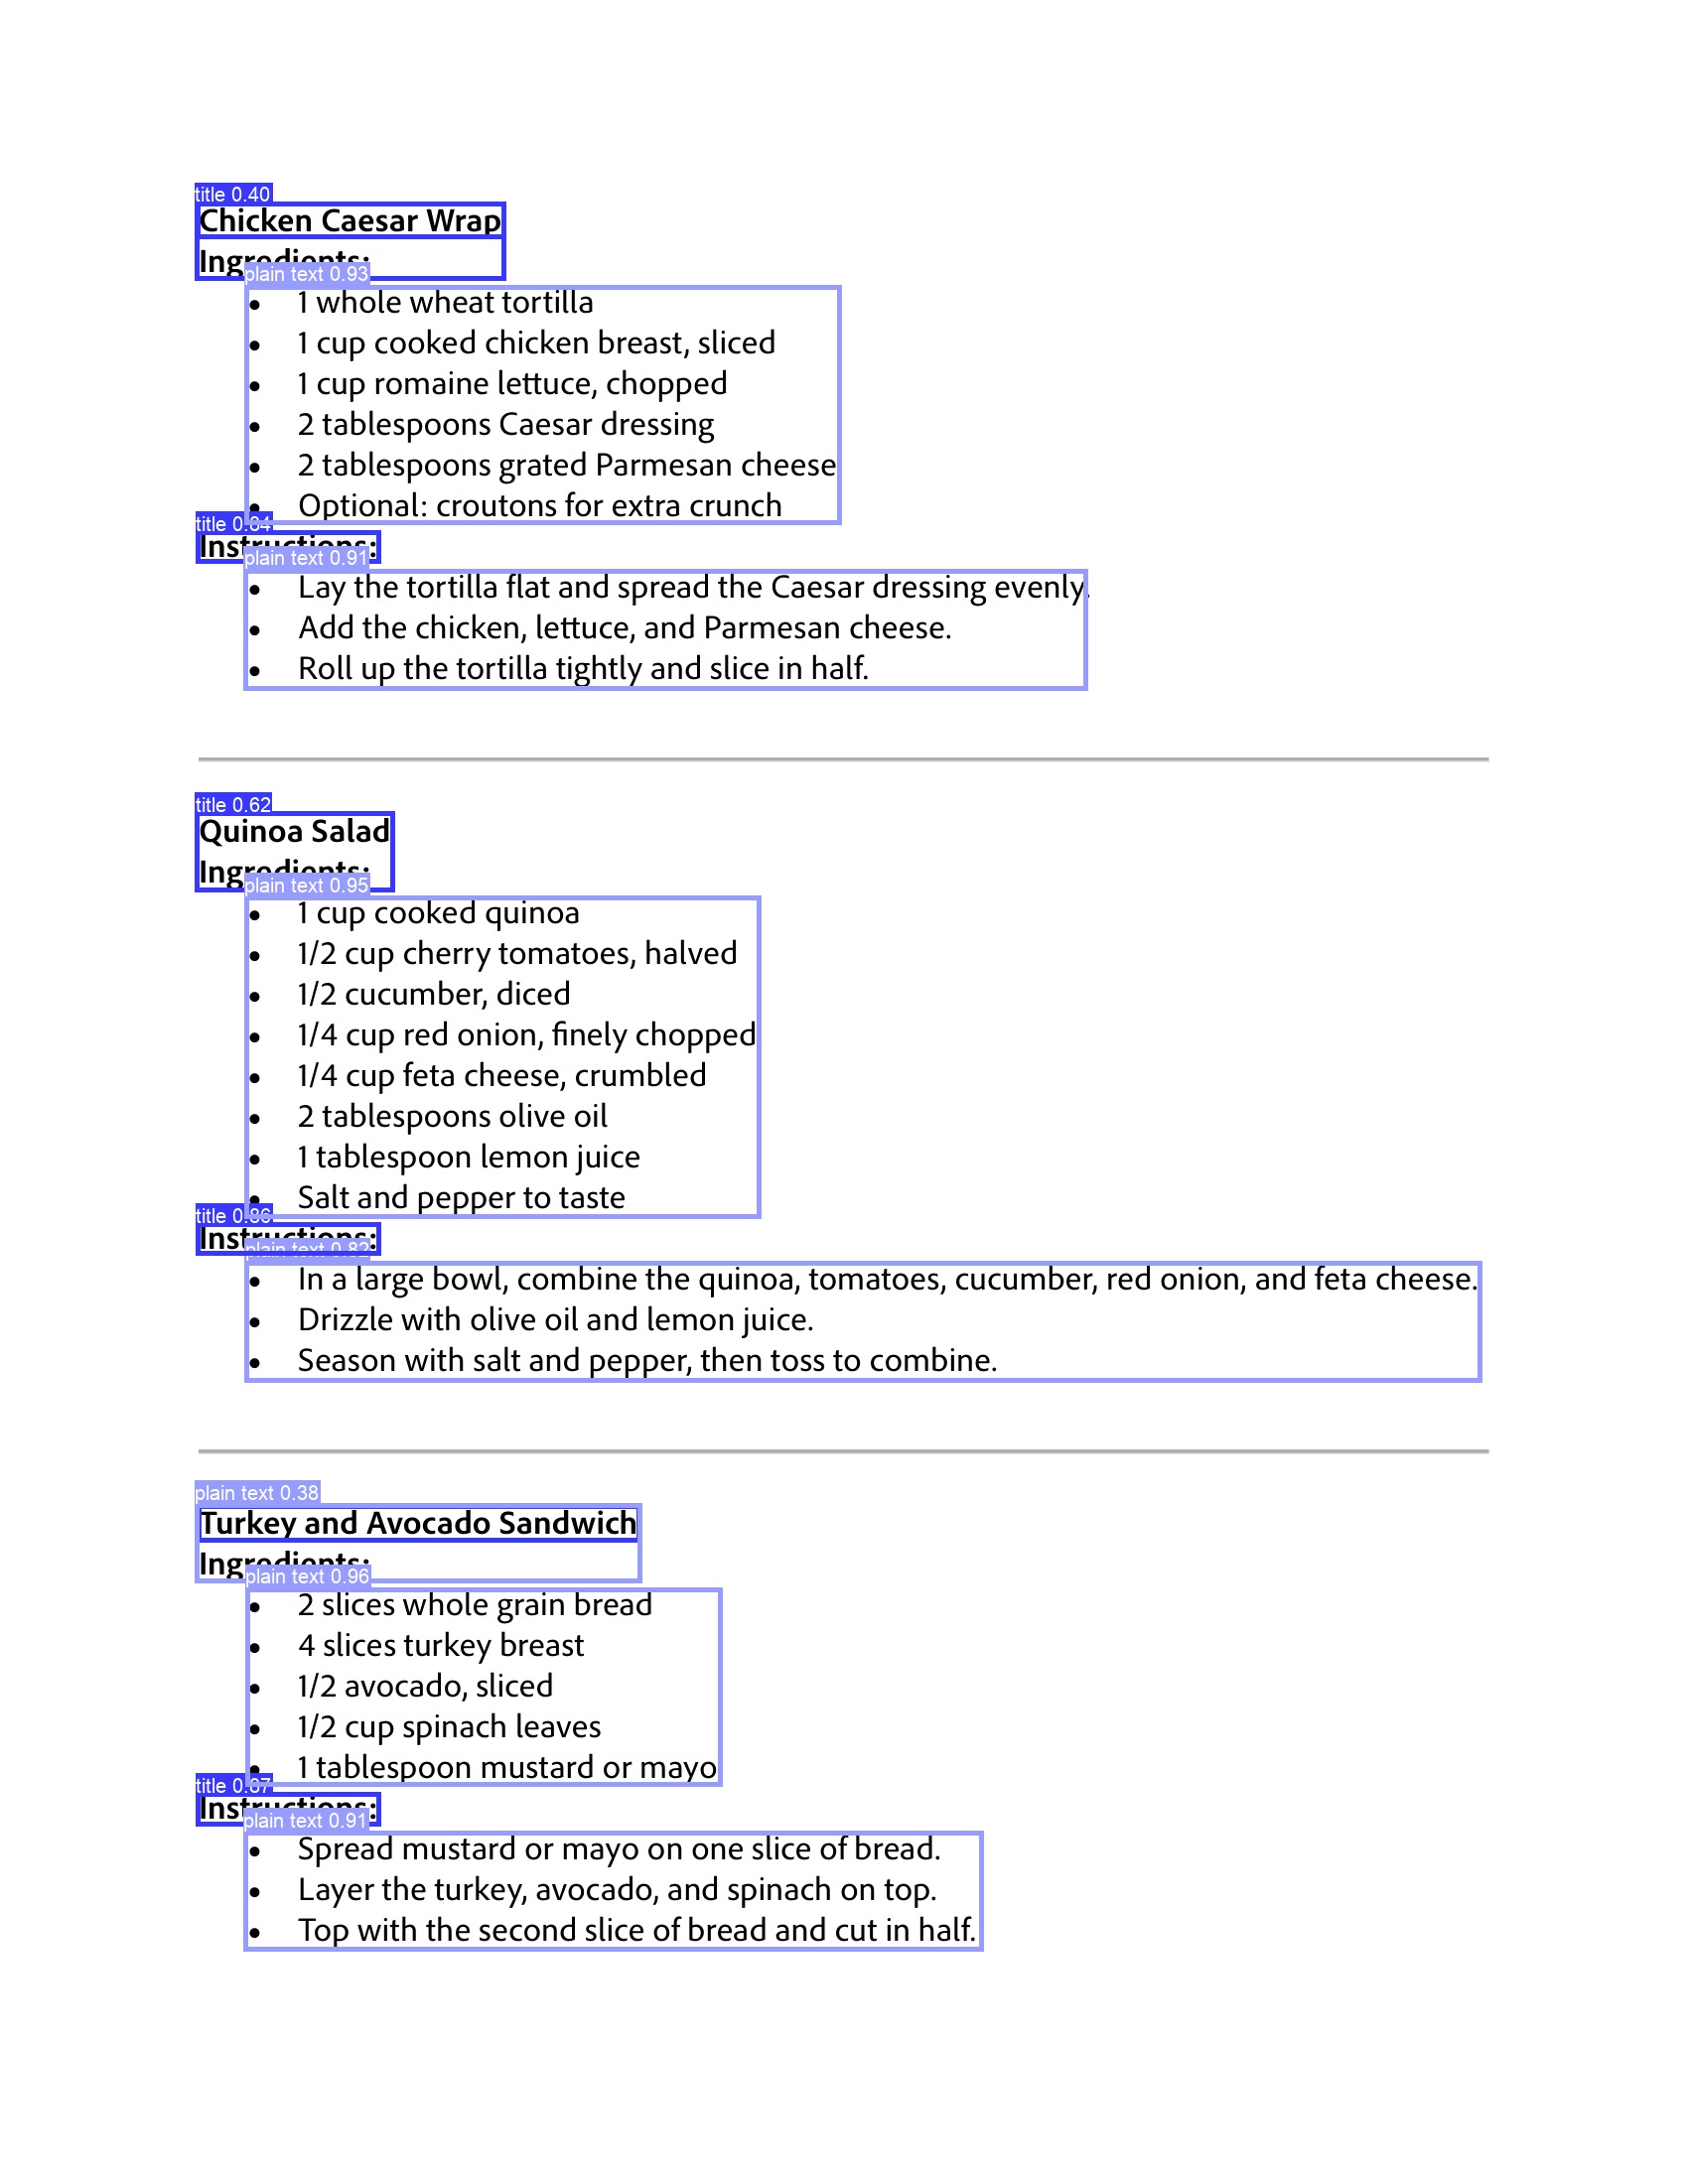 title 0.40
Chicken Caesar Wrap
Ingredients:
plain text 0.93
• 1 whole wheat tortilla
• 1 cup cooked chicken breast, sliced
• 1 cup romaine lettuce, chopped
• 2 tablespoons Caesar dressing
• 2 tablespoons grated Parmesan cheese
• Optional: croutons for extra crunch
title 0.84
Instructions:
plain text 0.91
• Lay the tortilla flat and spread the Caesar dressing evenly.
• Add the chicken, lettuce, and Parmesan cheese.
• Roll up the tortilla tightly and slice in half.
title 0.62
Quinoa Salad
Ingredients:
plain text 0.95
• 1 cup cooked quinoa
• 1/2 cup cherry tomatoes, halved
• 1/2 cucumber, diced
• 1/4 cup red onion, finely chopped
• 1/4 cup feta cheese, crumbled
• 2 tablespoons olive oil
• 1 tablespoon lemon juice
• Salt and pepper to taste
title 0.86
Instructions:
plain text 0.82
• In a large bowl, combine the quinoa, tomatoes, cucumber, red onion, and feta cheese.
• Drizzle with olive oil and lemon juice.
• Season with salt and pepper, then toss to combine.
plain text 0.38
Turkey and Avocado Sandwich
Ingredients:
plain text 0.96
• 2 slices whole grain bread
• 4 slices turkey breast
• 1/2 avocado, sliced
• 1/2 cup spinach leaves
• 1 tablespoon mustard or mayo
title 0.87
Instructions:
plain text 0.91
• Spread mustard or mayo on one slice of bread.
• Layer the turkey, avocado, and spinach on top.
• Top with the second slice of bread and cut in half.